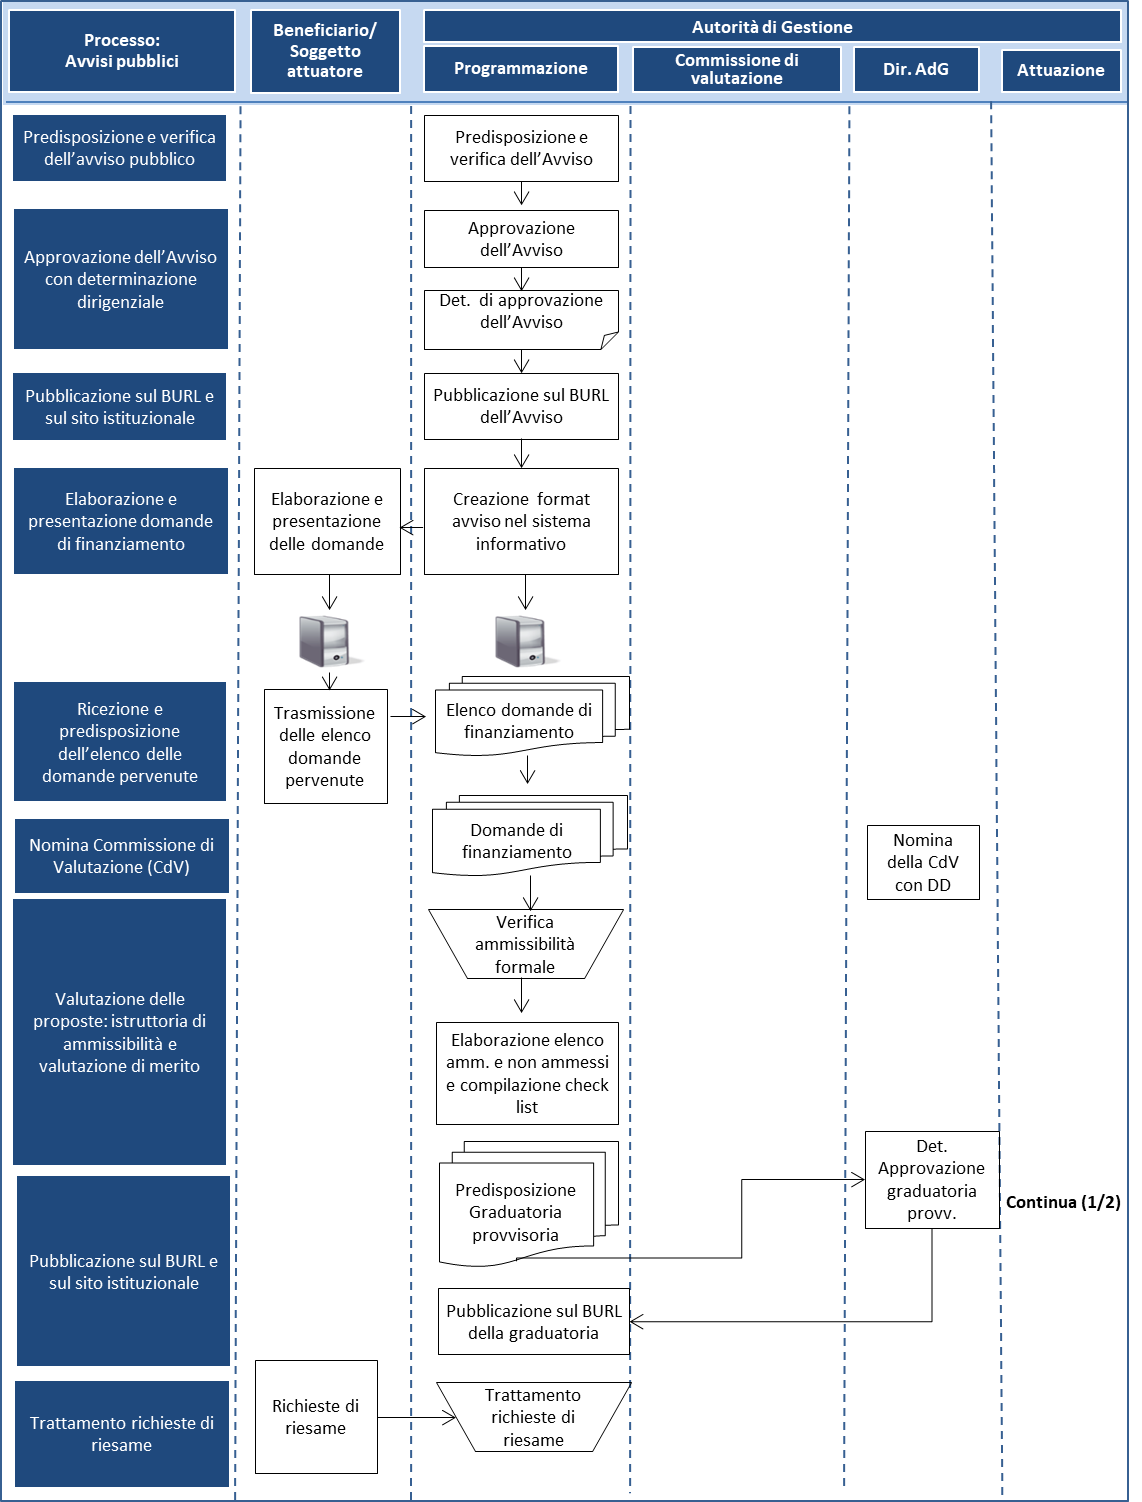 Processo:
Avvisi pubblici
Beneficiario/
Soggetto
attuatore
Autorità di Gestione
Programmazione
Commissione di
valutazione
Dir. AdG
Attuazione
Predisposizione e verifica
dell’avviso pubblico
Predisposizione e
verifica dell’Avviso
Approvazione dell’Avviso
con determinazione
dirigenziale
Approvazione
dell’Avviso
Det. di approvazione
dell’Avviso
Pubblicazione sul BURL e
sul sito istituzionale
Pubblicazione sul BURL
dell’Avviso
Elaborazione e
presentazione domande
di finanziamento
Elaborazione e
presentazione
delle domande
Creazione format
avviso nel sistema
informativo
Ricezione e
predisposizione
dell’elenco delle
domande pervenute
Trasmissione
delle elenco
domande
pervenute
Elenco domande di
finanziamento
Nomina Commissione di
Valutazione (CdV)
Domande di
finanziamento
Nomina
della CdV
con DD
Valutazione delle
proposte: istruttoria di
ammissibilità e
valutazione di merito
Verifica
ammissibilità
formale
Elaborazione elenco
amm. e non ammessi
e compilazione check
list
Pubblicazione sul BURL e
sul sito istituzionale
Predisposizione
Graduatoria
provvisoria
Det.
Approvazione
graduatoria
provv.
Continua (1/2)
Pubblicazione sul BURL
della graduatoria
Trattamento richieste di
riesame
Richieste di
riesame
Trattamento
richieste di
riesame